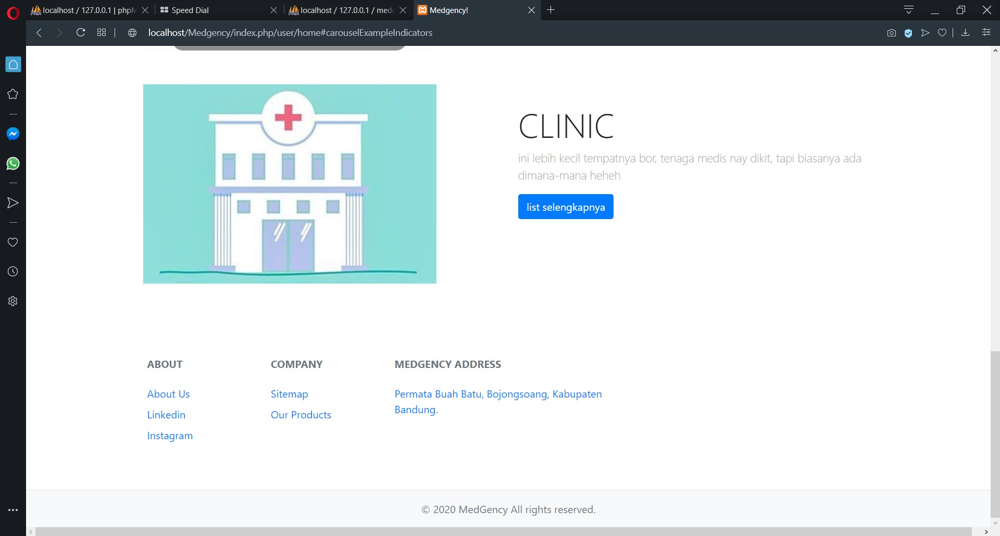 localhost / 127.0.0.1 | phpM
Speed Dial
localhost / 127.0.0.1 / med
Medgency!
localhost/Medgency/index.php/user/home#carouselExampleIndicators
CLINIC
ini lebih kecil tempatnya bor, tenaga medis nay dikit, tapi biasanya ada
dimana-mana heheh
list selengkapnya
ABOUT
About Us
Linkedin
Instagram
COMPANY
Sitemap
Our Products
MEDGENCY ADDRESS
Permata Buah Batu, Bojongsoang, Kabupaten
Bandung.
© 2020 MedGency All rights reserved.